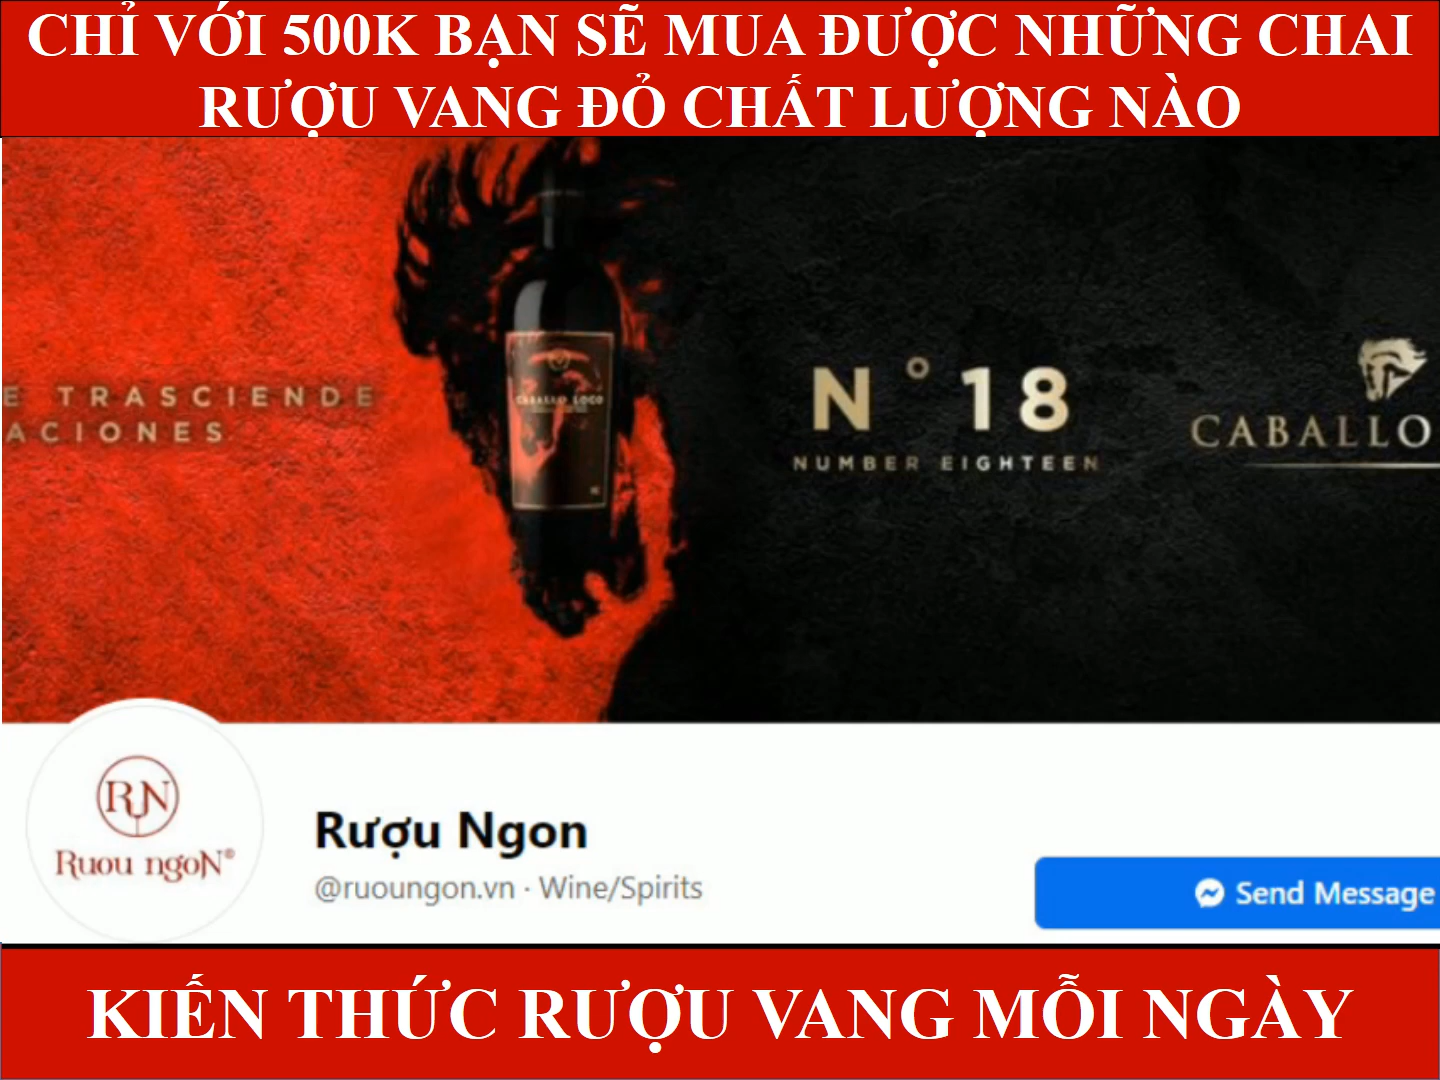 CHỈ VỚI 500K BẠN SẼ MUA ĐƯỢC NHỮNG CHAI
RƯỢU VANG ĐỎ CHẤT LƯỢNG NÀO
E TRASCIENDE
ACIONES
CABALLO LOCO
N°18
NUMBER EIGHTEEN
CABALLO
RN
Ruou ngoN®
Rượu Ngon
@ruoungon.vn · Wine/Spirits
Send Message
KIẾN THỨC RƯỢU VANG MỖI NGÀY